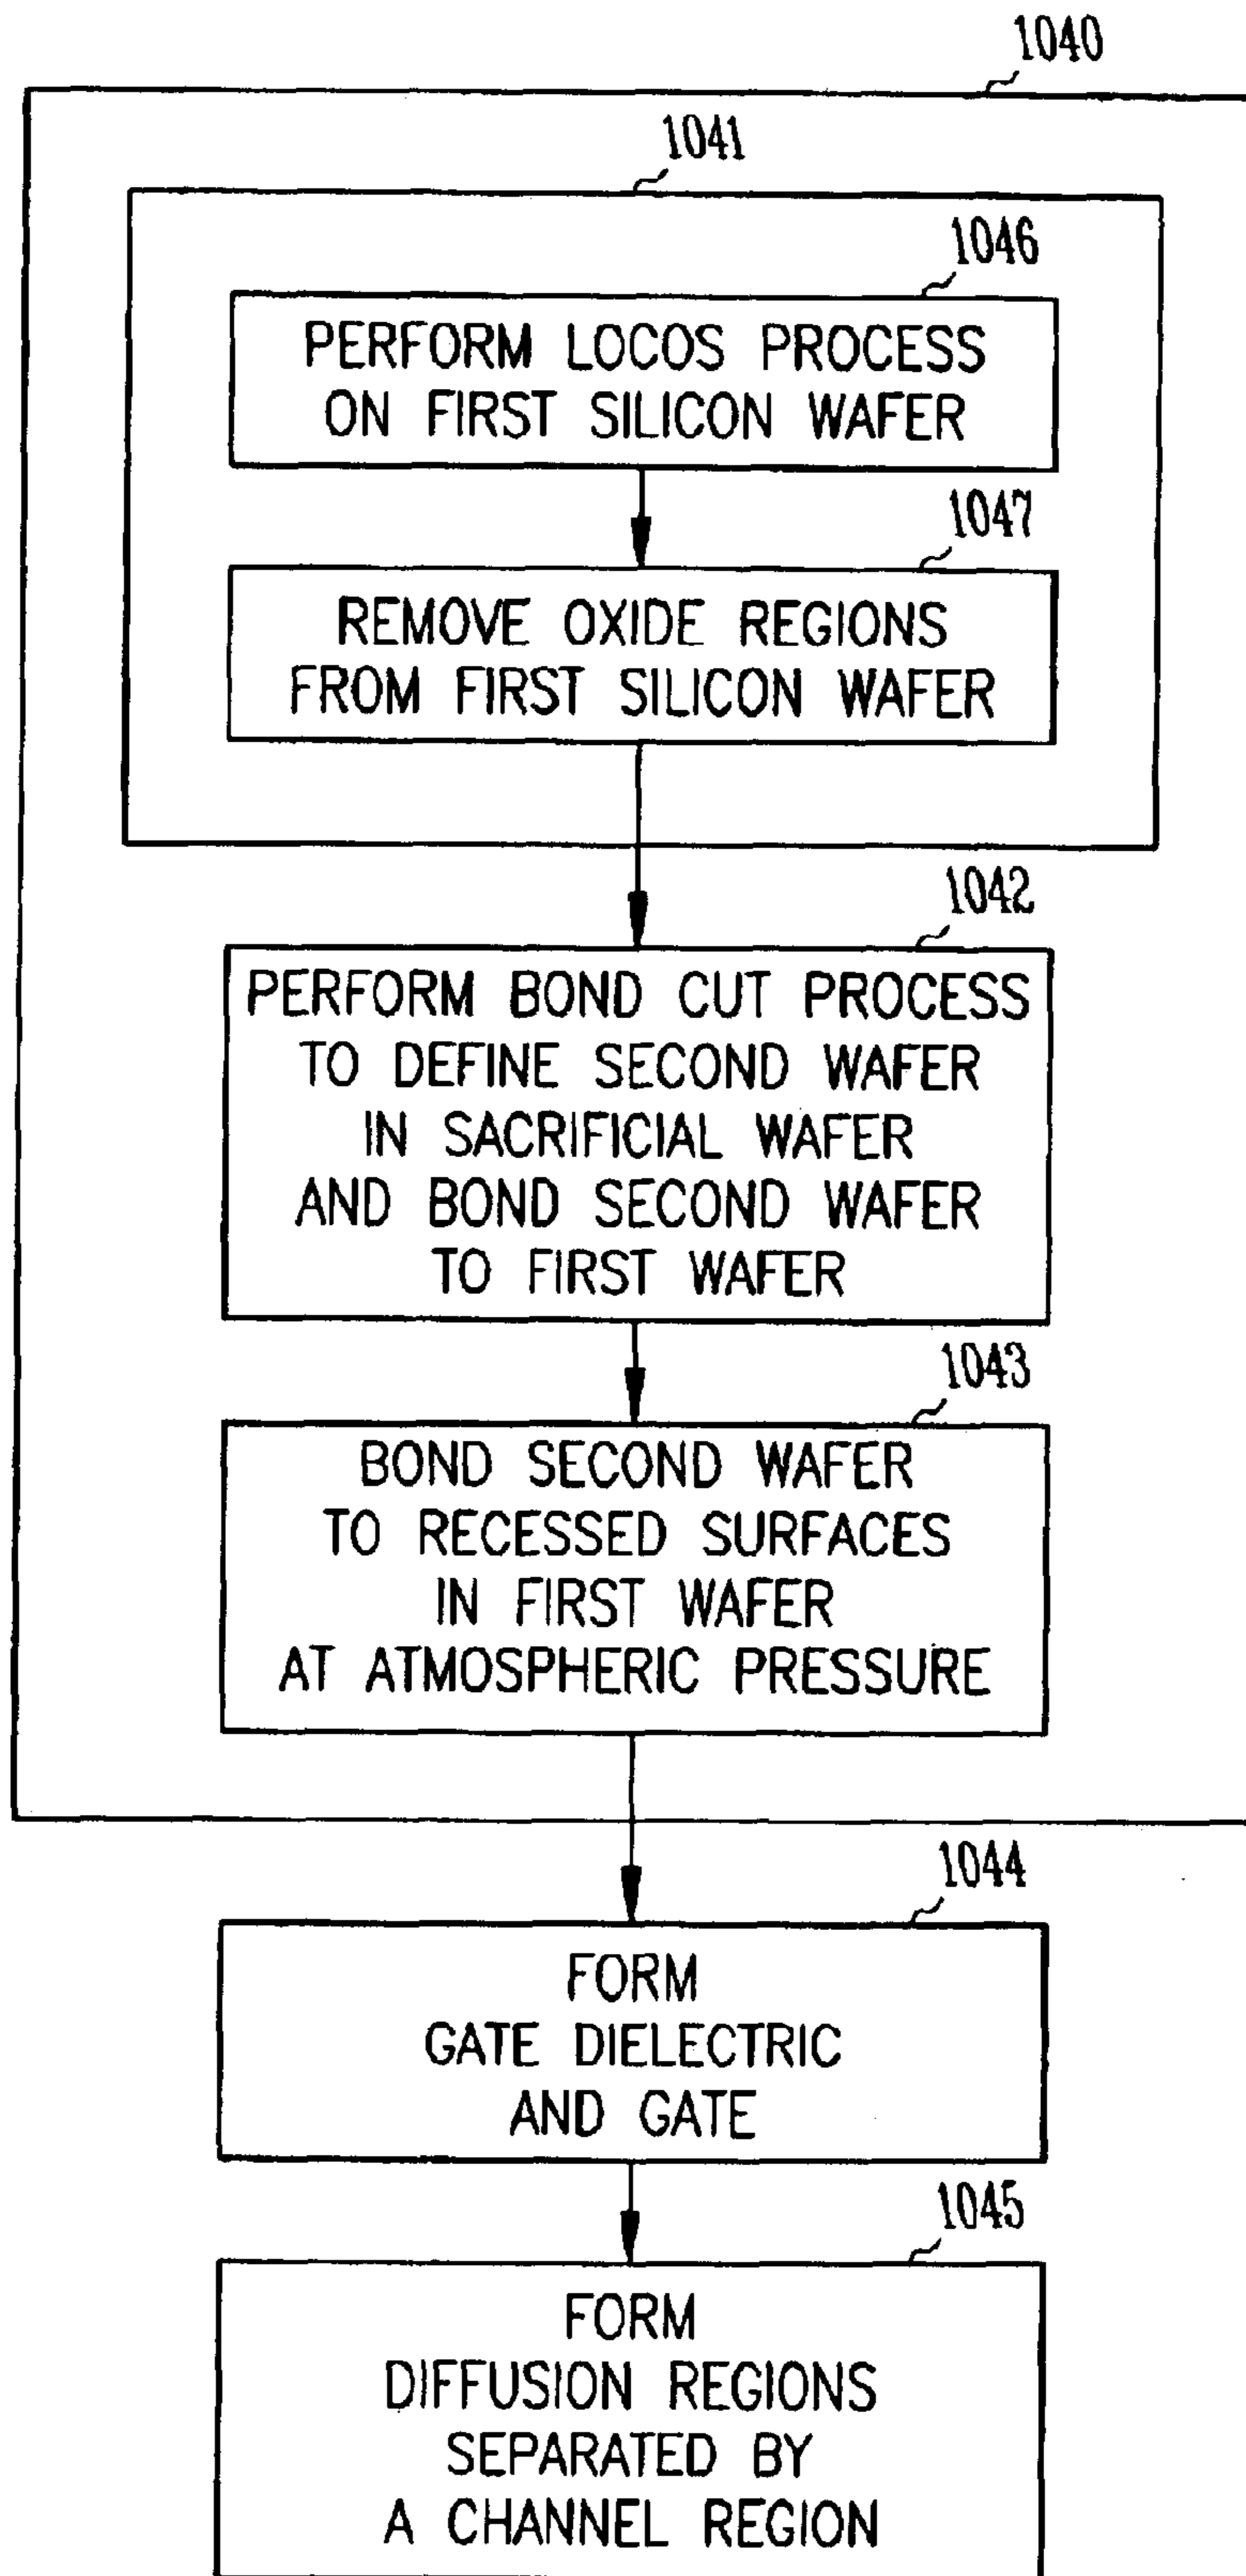 1040
1041
1046
PERFORM LOCOS PROCESS
ON FIRST SILICON WAFER
1047
REMOVE OXIDE REGIONS
FROM FIRST SILICON WAFER
1042
PERFORM BOND CUT PROCESS
TO DEFINE SECOND WAFER
IN SACRIFICIAL WAFER
AND BOND SECOND WAFER
TO FIRST WAFER
1043
BOND SECOND WAFER
TO RECESSED SURFACES
IN FIRST WAFER
AT ATMOSPHERIC PRESSURE
1044
FORM
GATE DIELECTRIC
AND GATE
1045
FORM
DIFFUSION REGIONS
SEPARATED BY
A CHANNEL REGION